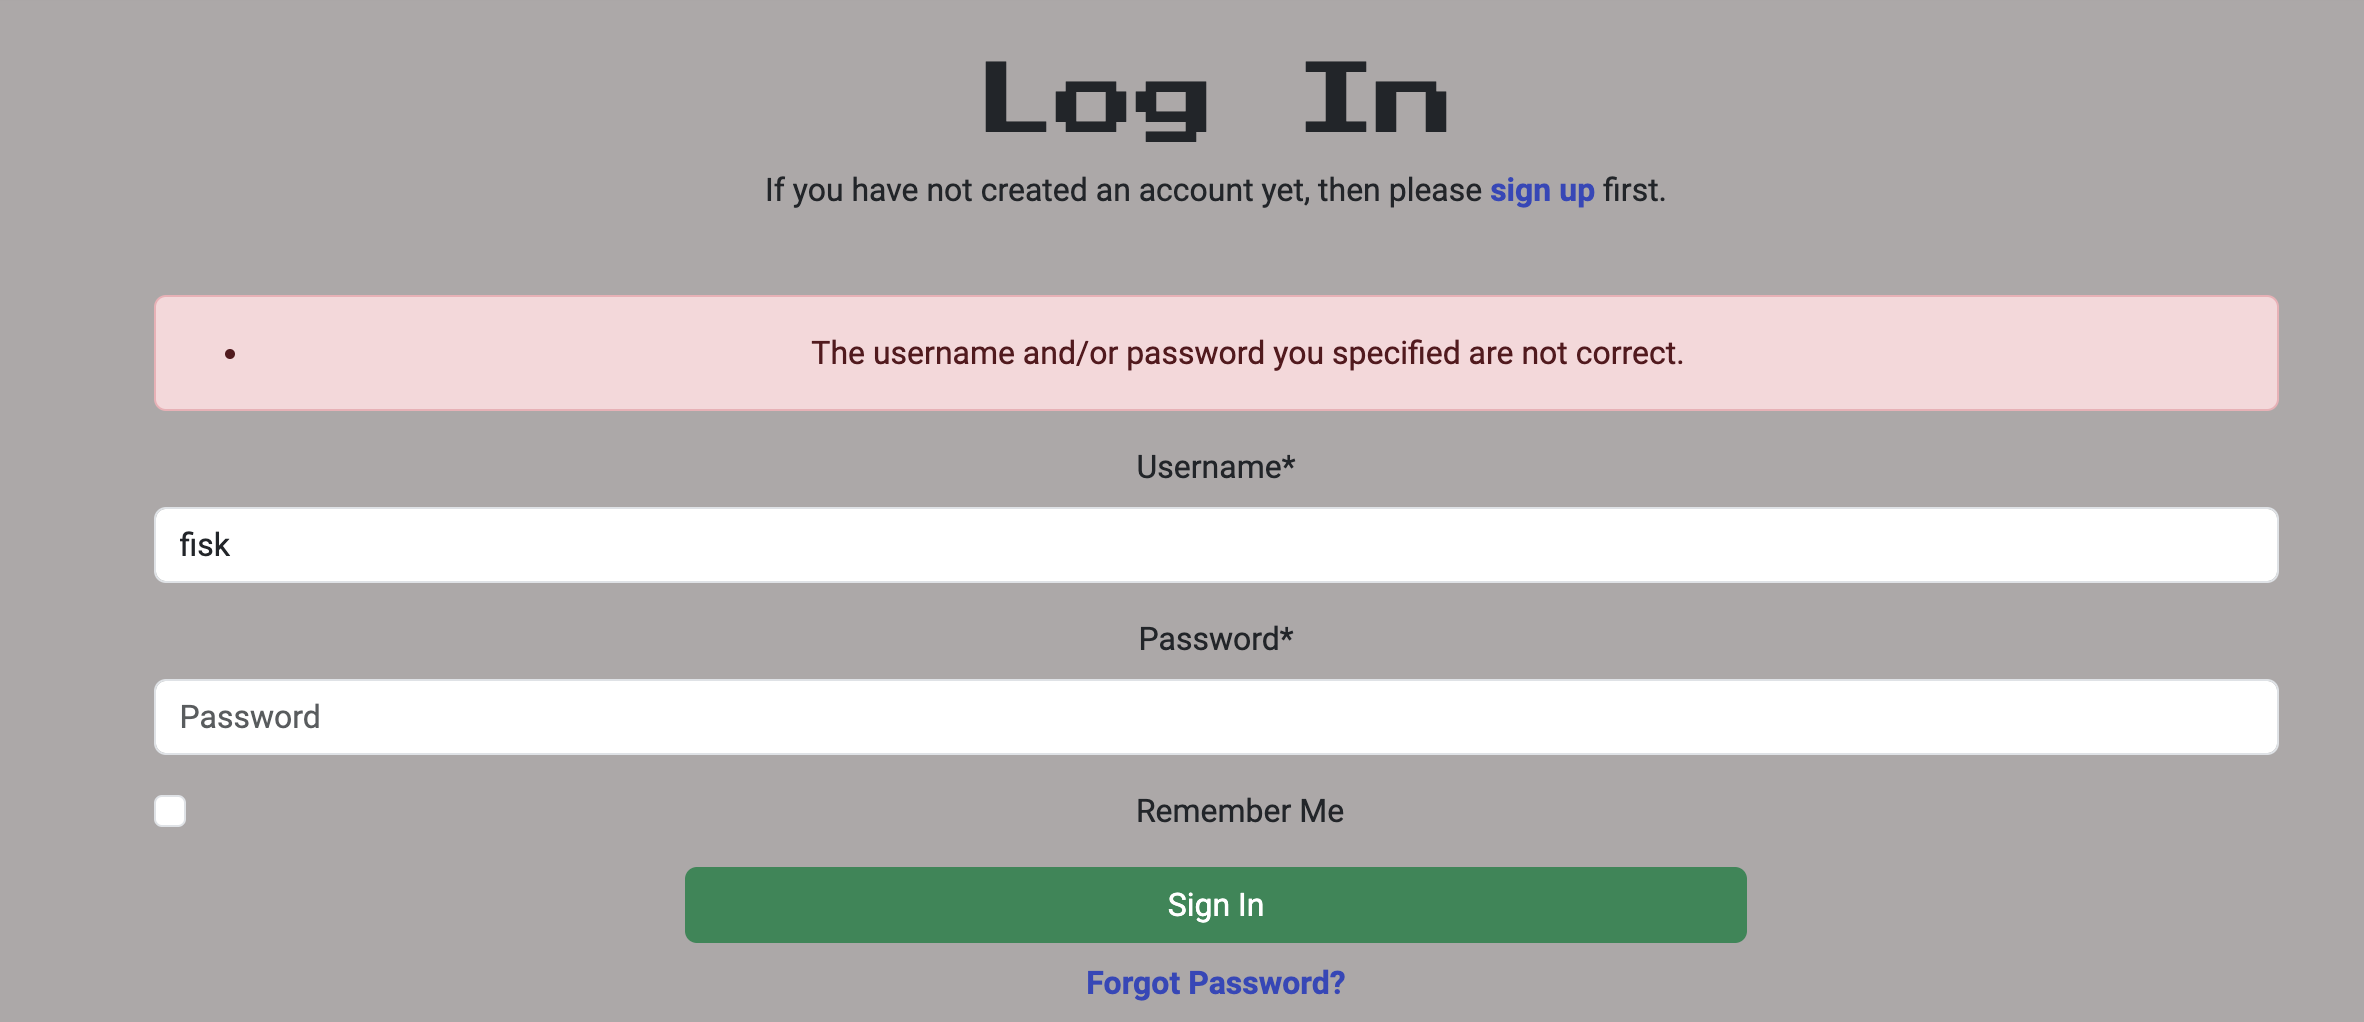 Log In
If you have not created an account yet, then please sign up first.
• The username and/or password you specified are not correct.
Username*
fisk
Password*
Password
Remember Me
Sign In
Forgot Password?